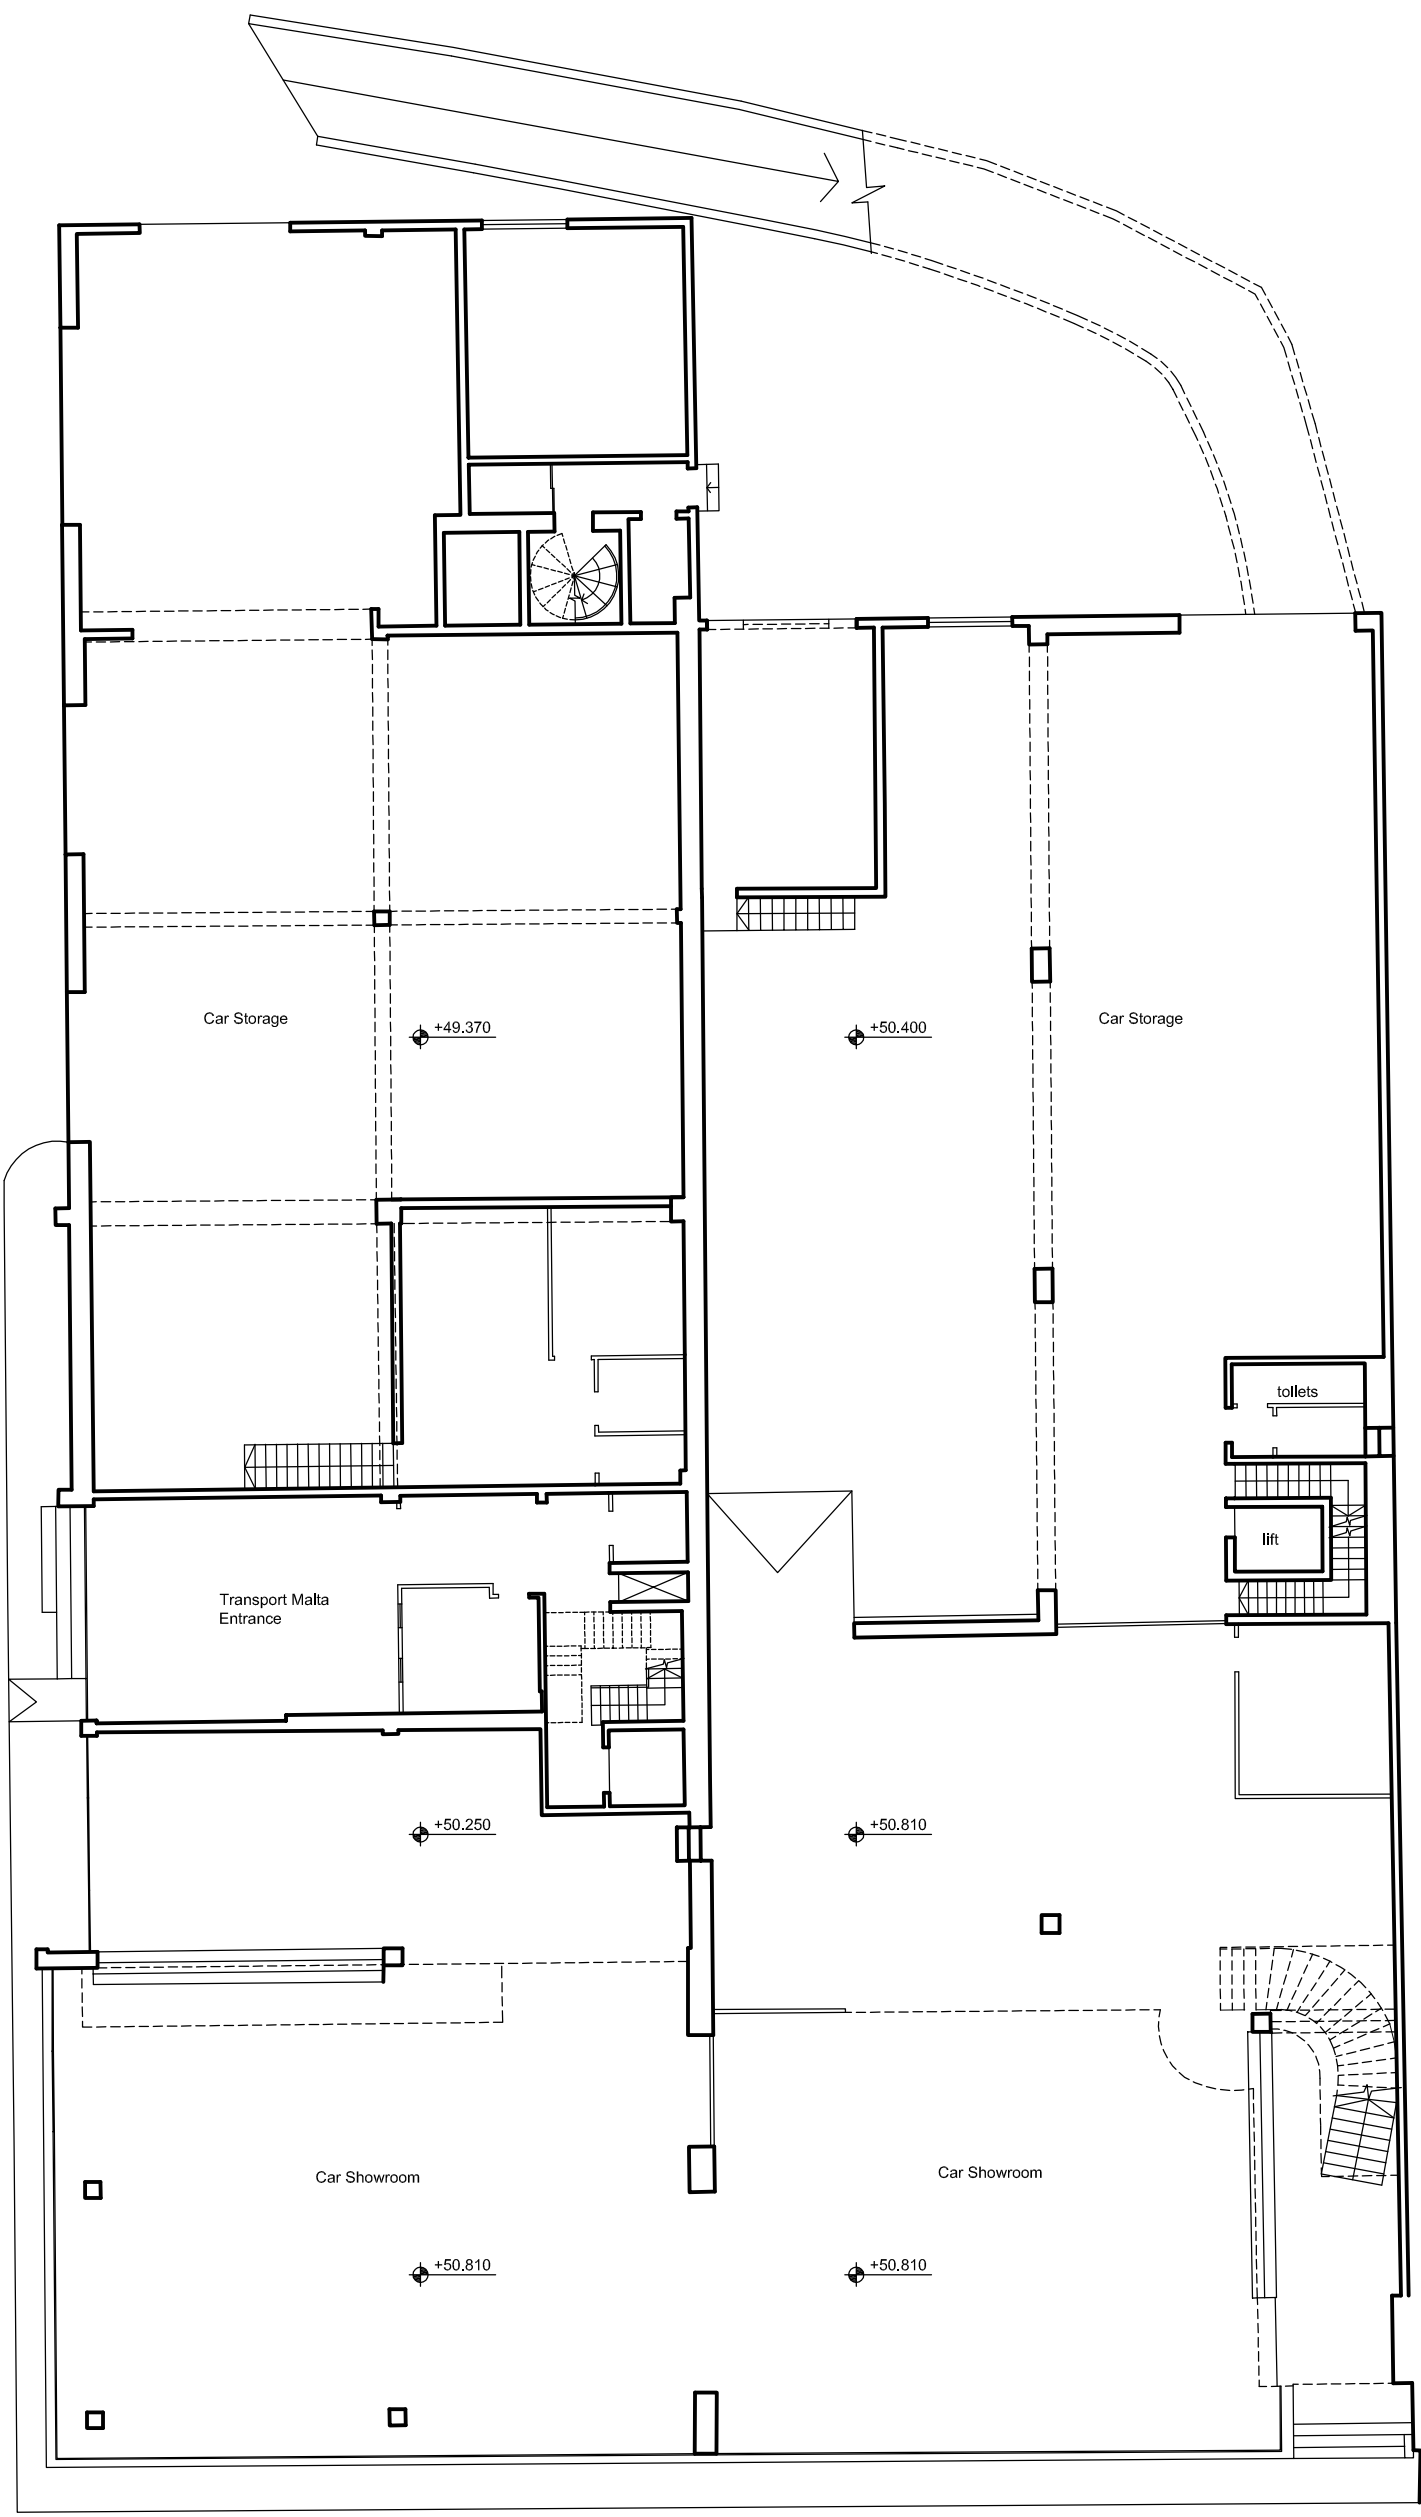 Car Storage
+49.370
+50.400
Car Storage
toilets
lift
Transport Malta
Entrance
+50.250
+50.810
Car Showroom
Car Showroom
+50.810
+50.810